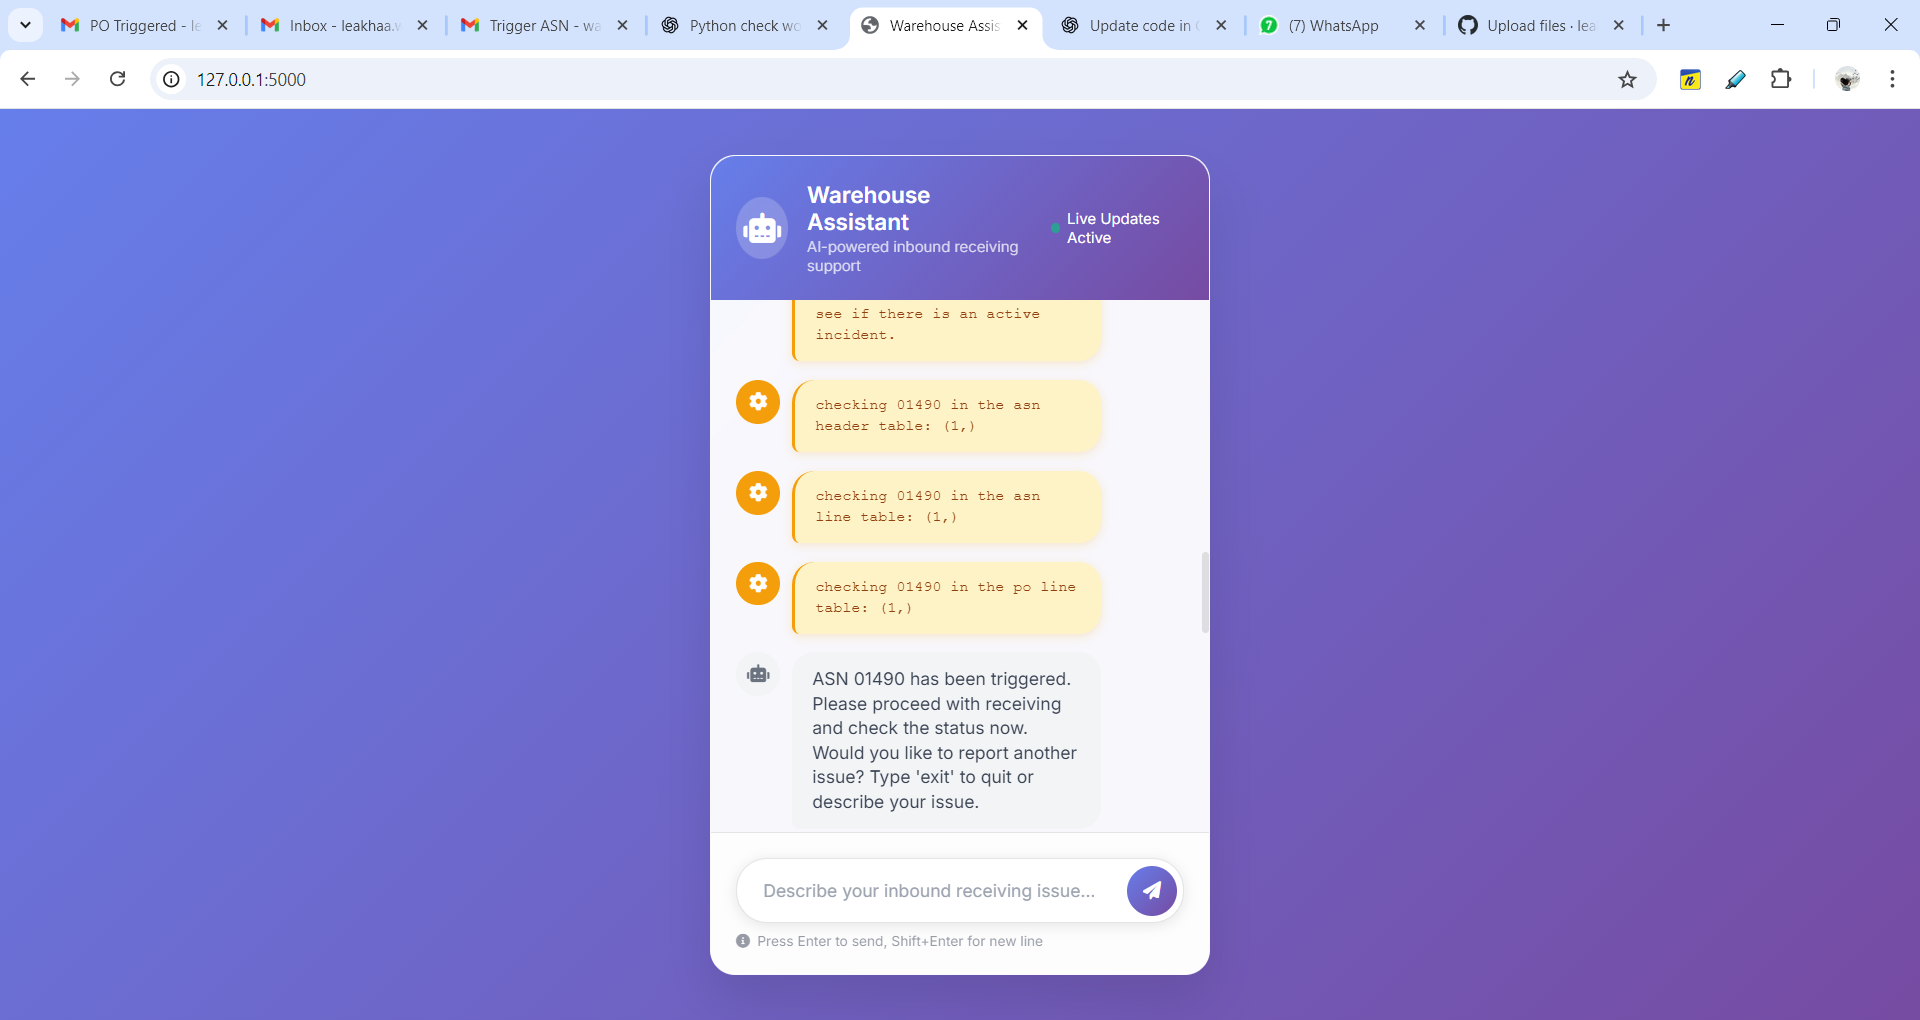 PO Triggered - le
Inbox - leakhaa.w
Trigger ASN - wa
Python check wo
Warehouse Assis
Update code in
(7) WhatsApp
Upload files · lea
127.0.0.1:5000
Warehouse
Assistant
AI-powered inbound receiving
support
Live Updates
Active
see if there is an active
incident.
checking 01490 in the asn
header table: (1,)
checking 01490 in the asn
line table: (1,)
checking 01490 in the po line
table: (1,)
ASN 01490 has been triggered.
Please proceed with receiving
and check the status now.
Would you like to report another
issue? Type 'exit' to quit or
describe your issue.
Describe your inbound receiving issue...
Press Enter to send, Shift+Enter for new line